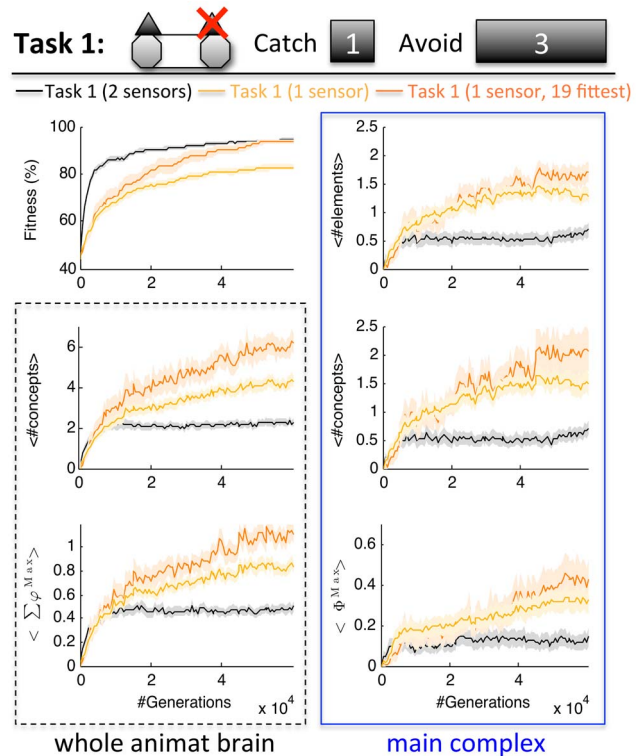 Task 1: Catch 1 Avoid 3
Task 1 (2 sensors) Task 1 (1 sensor) Task 1 (1 sensor, 19 fittest)
Fitness (%)
100
80
60
40
0 2 4
<#elements>
2.5
2
1.5
1
0.5
0
0 2 4
<#concepts>
6
4
2
0
0 2 4
<#concepts>
2.5
2
1.5
1
0.5
0
0 2 4
< ∑φ^Max>
1
0.8
0.6
0.4
0.2
0
0 2 4
#Generations x 10^4
< Φ^Max>
0.6
0.4
0.2
0
0 2 4
#Generations x 10^4
whole animat brain
main complex